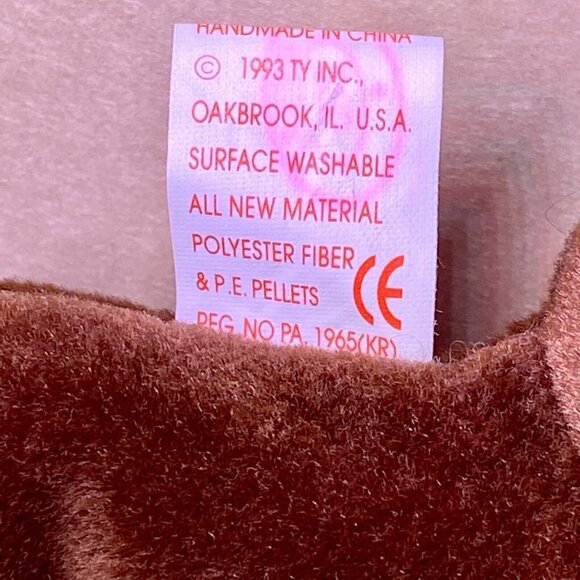 HANDMADE IN CHINA
© 1993 TY INC.,
OAKBROOK, IL. U.S.A.
SURFACE WASHABLE
ALL NEW MATERIAL
POLYESTER FIBER
& P.E. PELLETS CE
REG. NO PA. 1965(KR)